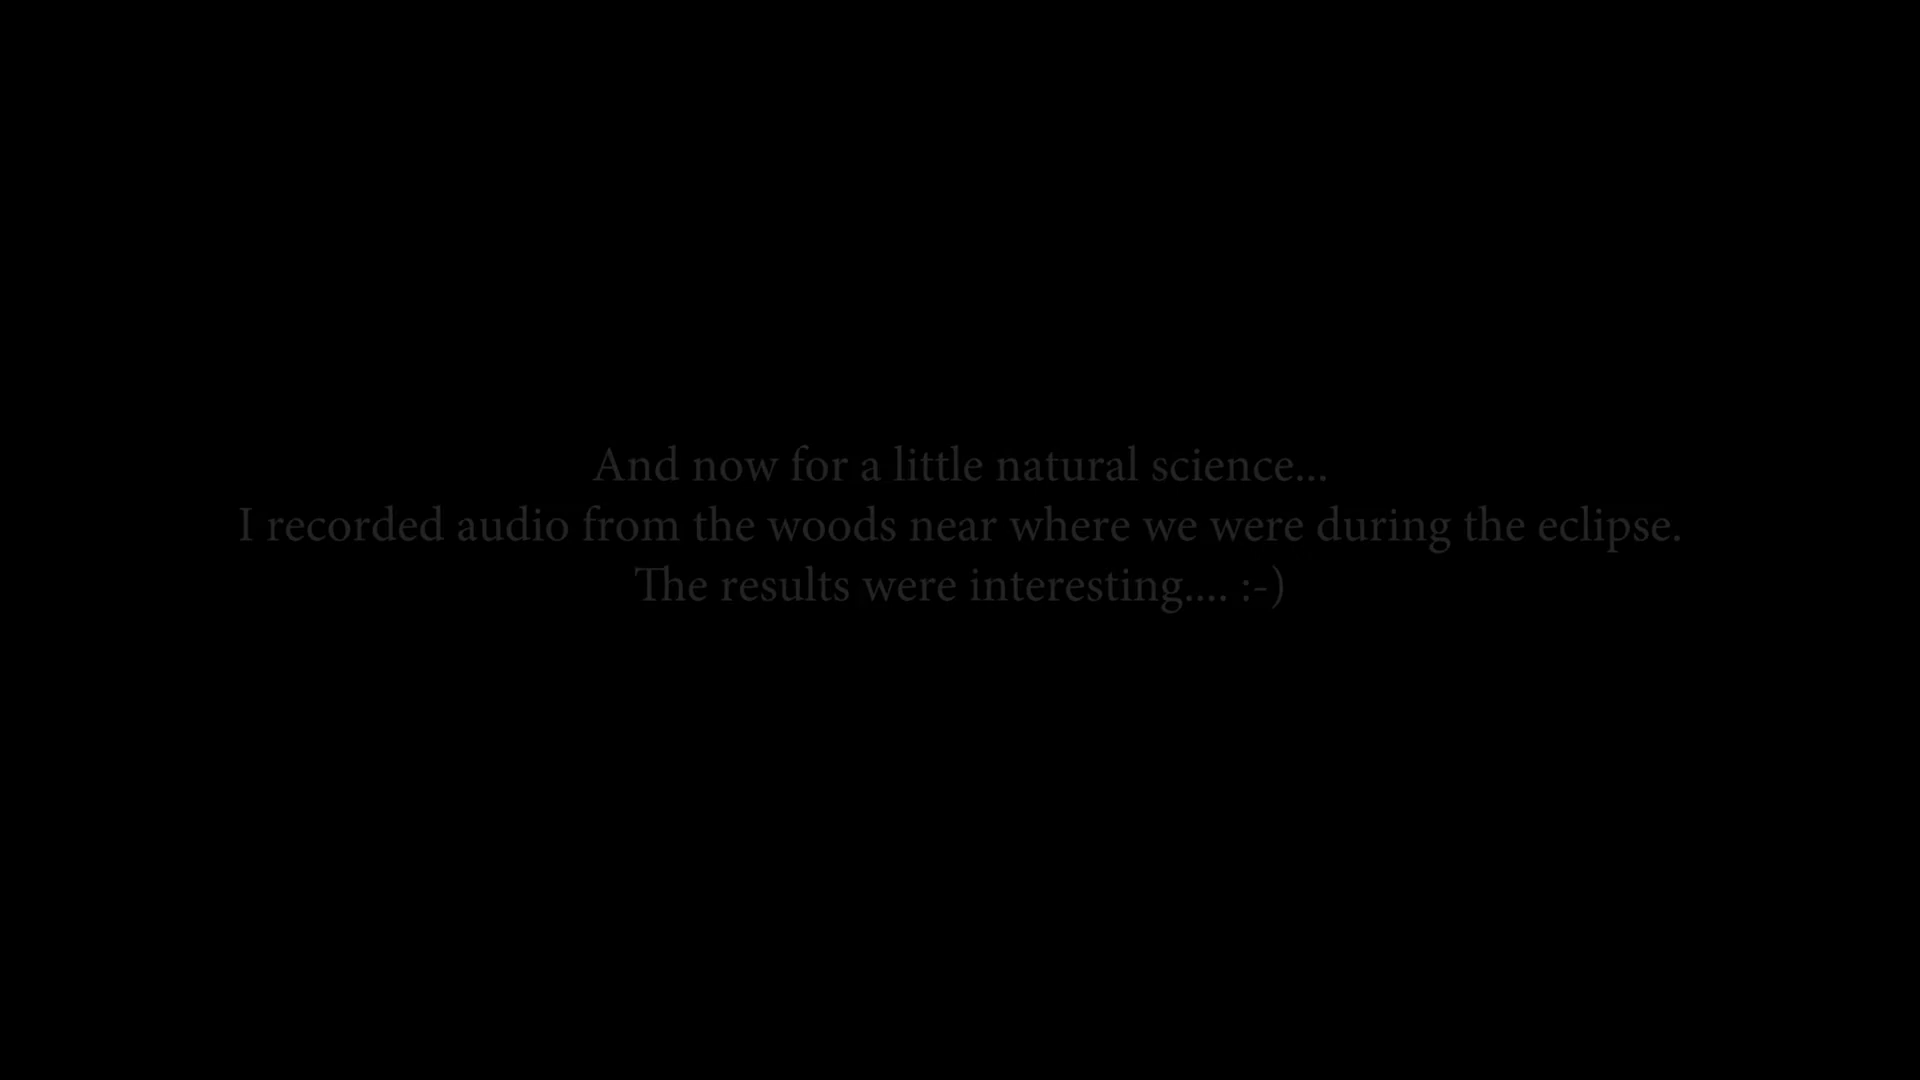 And now for a little natural science...
I recorded audio from the woods near where we were during the eclipse.
The results were interesting.... :-)